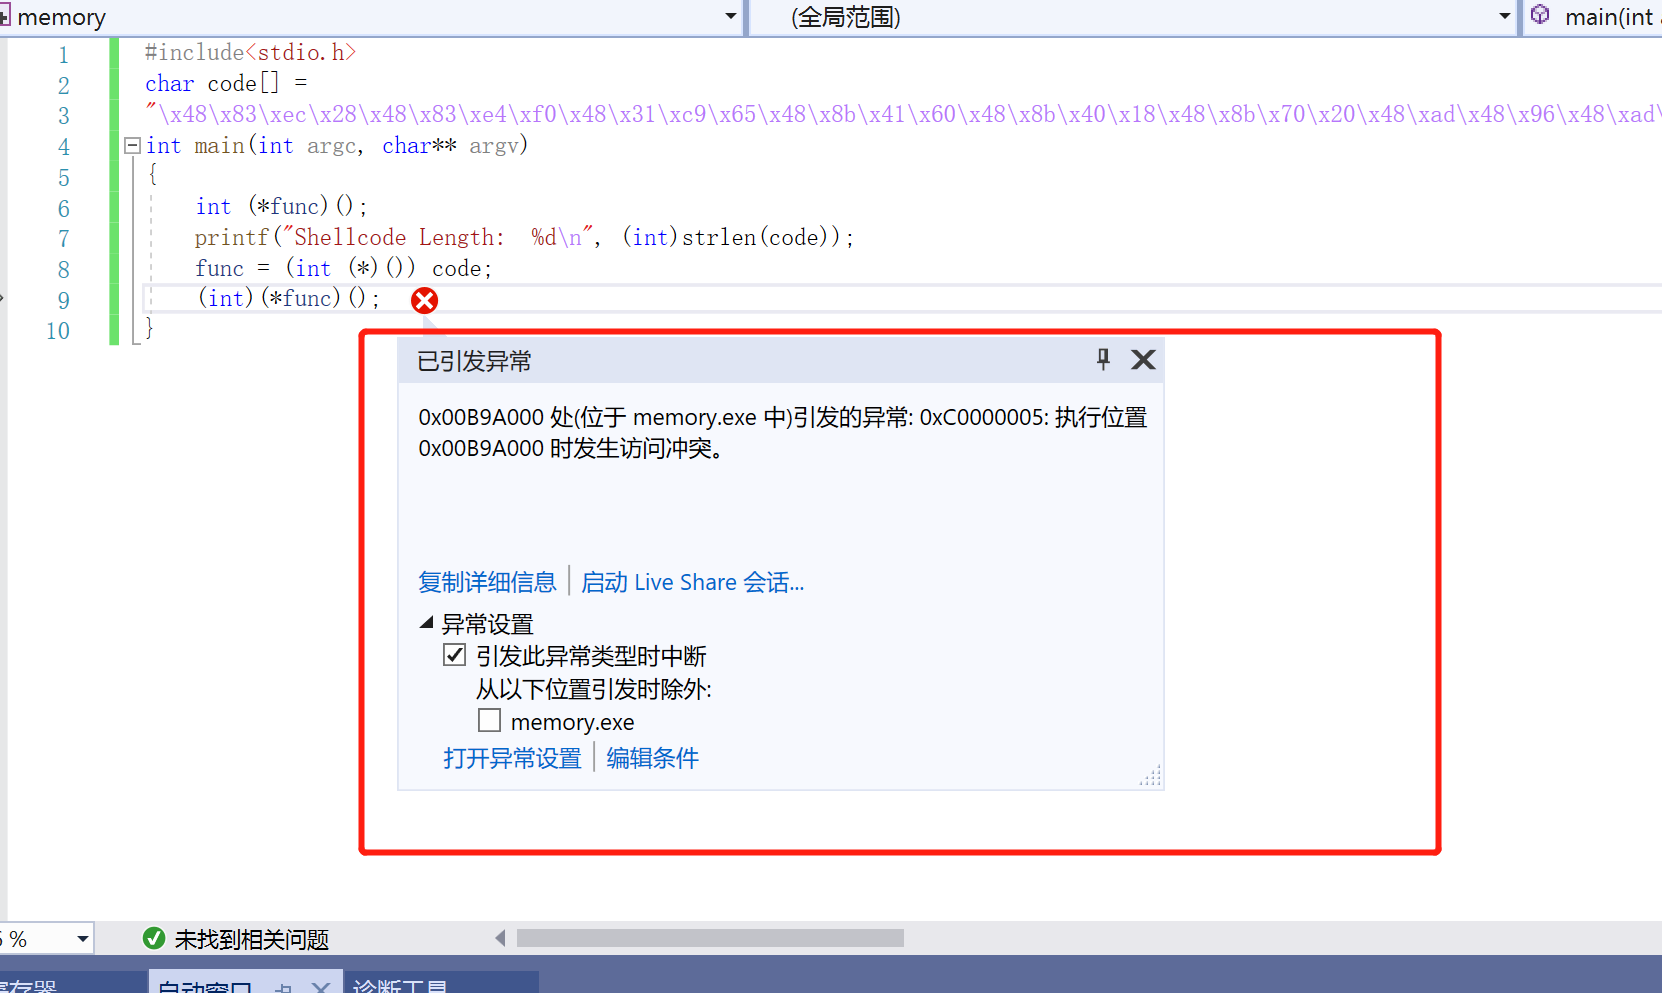 memory
(全局范围)
main(int
1 #include<stdio.h>
2 char code[] =
3 "\x48\x83\xec\x28\x48\x83\xe4\xf0\x48\x31\xc9\x65\x48\x8b\x41\x60\x48\x8b\x40\x18\x48\x8b\x70\x20\x48\xad\x48\x96\x48\xad\
4 int main(int argc, char** argv)
5 {
6 int (*func)();
7 printf("Shellcode Length:  %d\n", (int)strlen(code));
8 func = (int (*)()) code;
9 (int)(*func)();
10 }
已引发异常
0x00B9A000 处(位于 memory.exe 中)引发的异常: 0xC0000005: 执行位置
0x00B9A000 时发生访问冲突。
复制详细信息 | 启动 Live Share 会话...
异常设置
引发此异常类型时中断
从以下位置引发时除外:
memory.exe
打开异常设置 | 编辑条件
%
未找到相关问题
寄存器
自动窗口
诊断工具